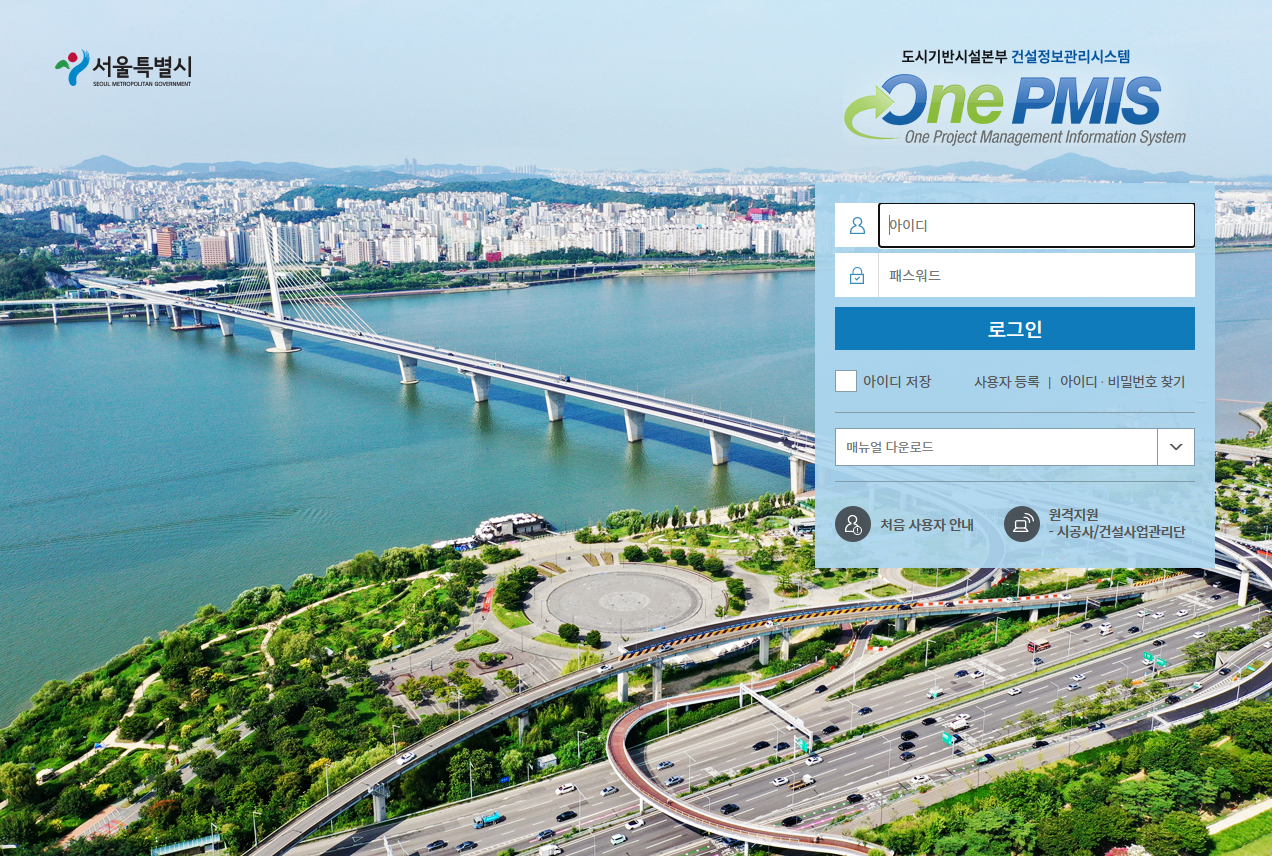 서울특별시
SEOUL METROPOLITAN GOVERNMENT
도시기반시설본부 건설정보관리시스템
One PMIS
One Project Management Information System
아이디
패스워드
로그인
아이디 저장
사용자 등록 | 아이디 · 비밀번호 찾기
매뉴얼 다운로드
처음 사용자 안내
원격지원
- 시공사/건설사업관리단